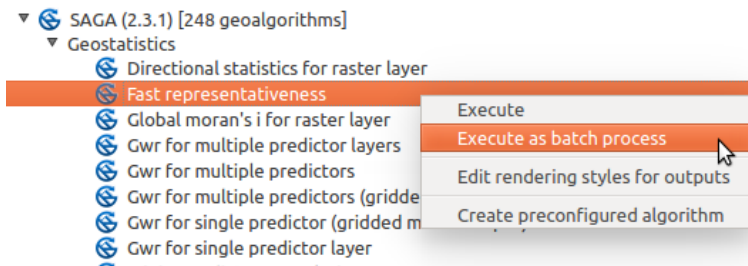 SAGA (2.3.1) [248 geoalgorithms]
Geostatistics
Directional statistics for raster layer
Fast representativeness
Global moran's i for raster layer
Gwr for multiple predictor layers
Gwr for multiple predictors
Gwr for multiple predictors (gridde
Gwr for single predictor (gridded m
Gwr for single predictor layer
Execute
Execute as batch process
Edit rendering styles for outputs
Create preconfigured algorithm